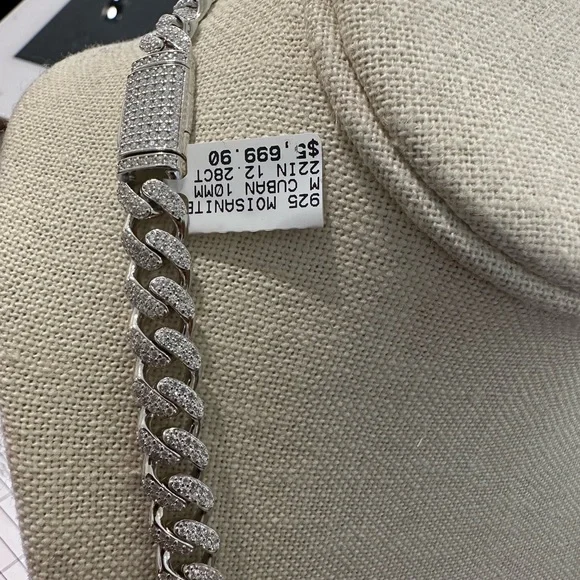 925 MOISANITE
M CUBAN 10MM
22IN 12.28CT
$5,699.90